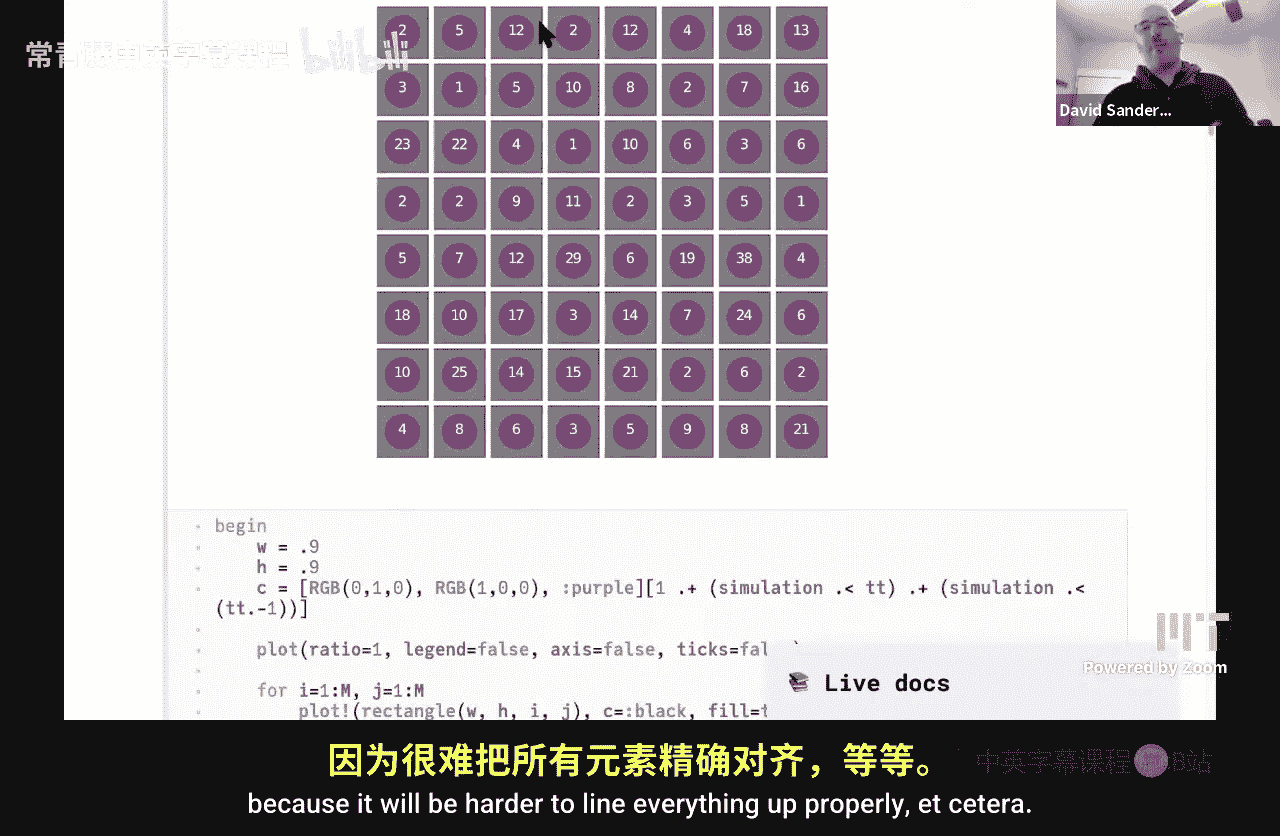 2 5 12 2 12 4 18 13
3 1 5 10 8 2 7 16
23 22 4 1 10 6 3 6
2 2 9 11 2 3 5 1
5 7 12 29 6 19 38 4
18 10 17 3 14 7 24 6
10 25 14 15 21 2 6 2
4 8 6 3 5 9 8 21
David Sander...
begin
w = .9
h = .9
c = [RGB(0,1,0), RGB(1,0,0), :purple][1 .+ (simulation .< tt) .+ (simulation .<
(tt.-1))]
plot(ratio=1, legend=false, axis=false, ticks=fal
for i=1:M, j=1:M
plot!(rectangle(w, h, i, j), c=:black, fill=t
Live docs
MIT
Powered by Zoom
因为很难把所有元素精确对齐，等等。
中英字幕课程 B站
because it will be harder to line everything up properly, et cetera.